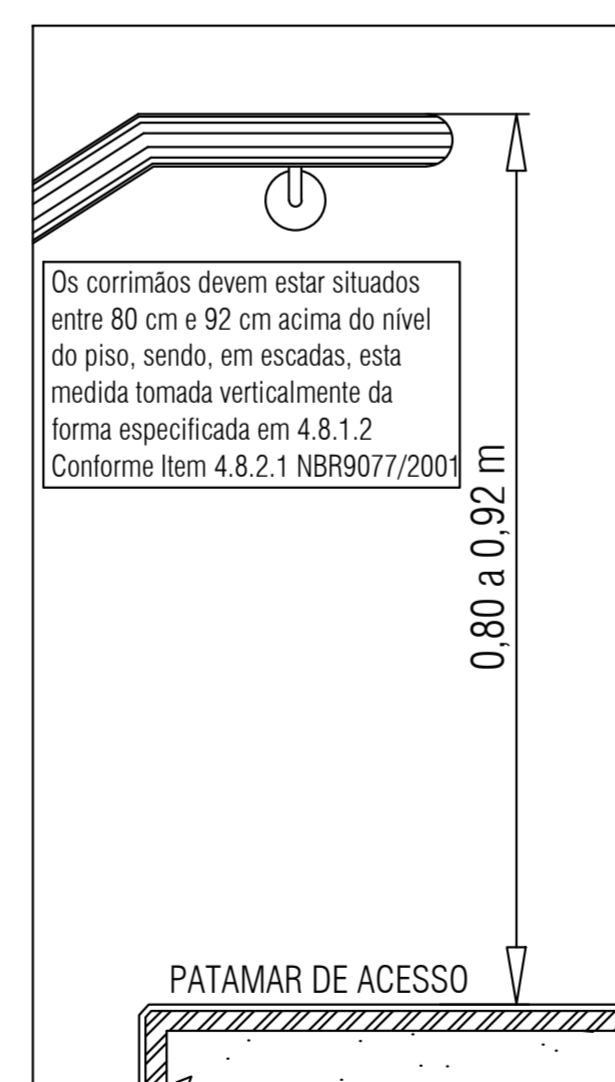 Os corrimãos devem estar situados
entre 80 cm e 92 cm acima do nível
do piso, sendo, em escadas, esta
medida tomada verticalmente da
forma especificada em 4.8.1.2
Conforme Item 4.8.2.1 NBR9077/2001
0,80 a 0,92 m
PATAMAR DE ACESSO